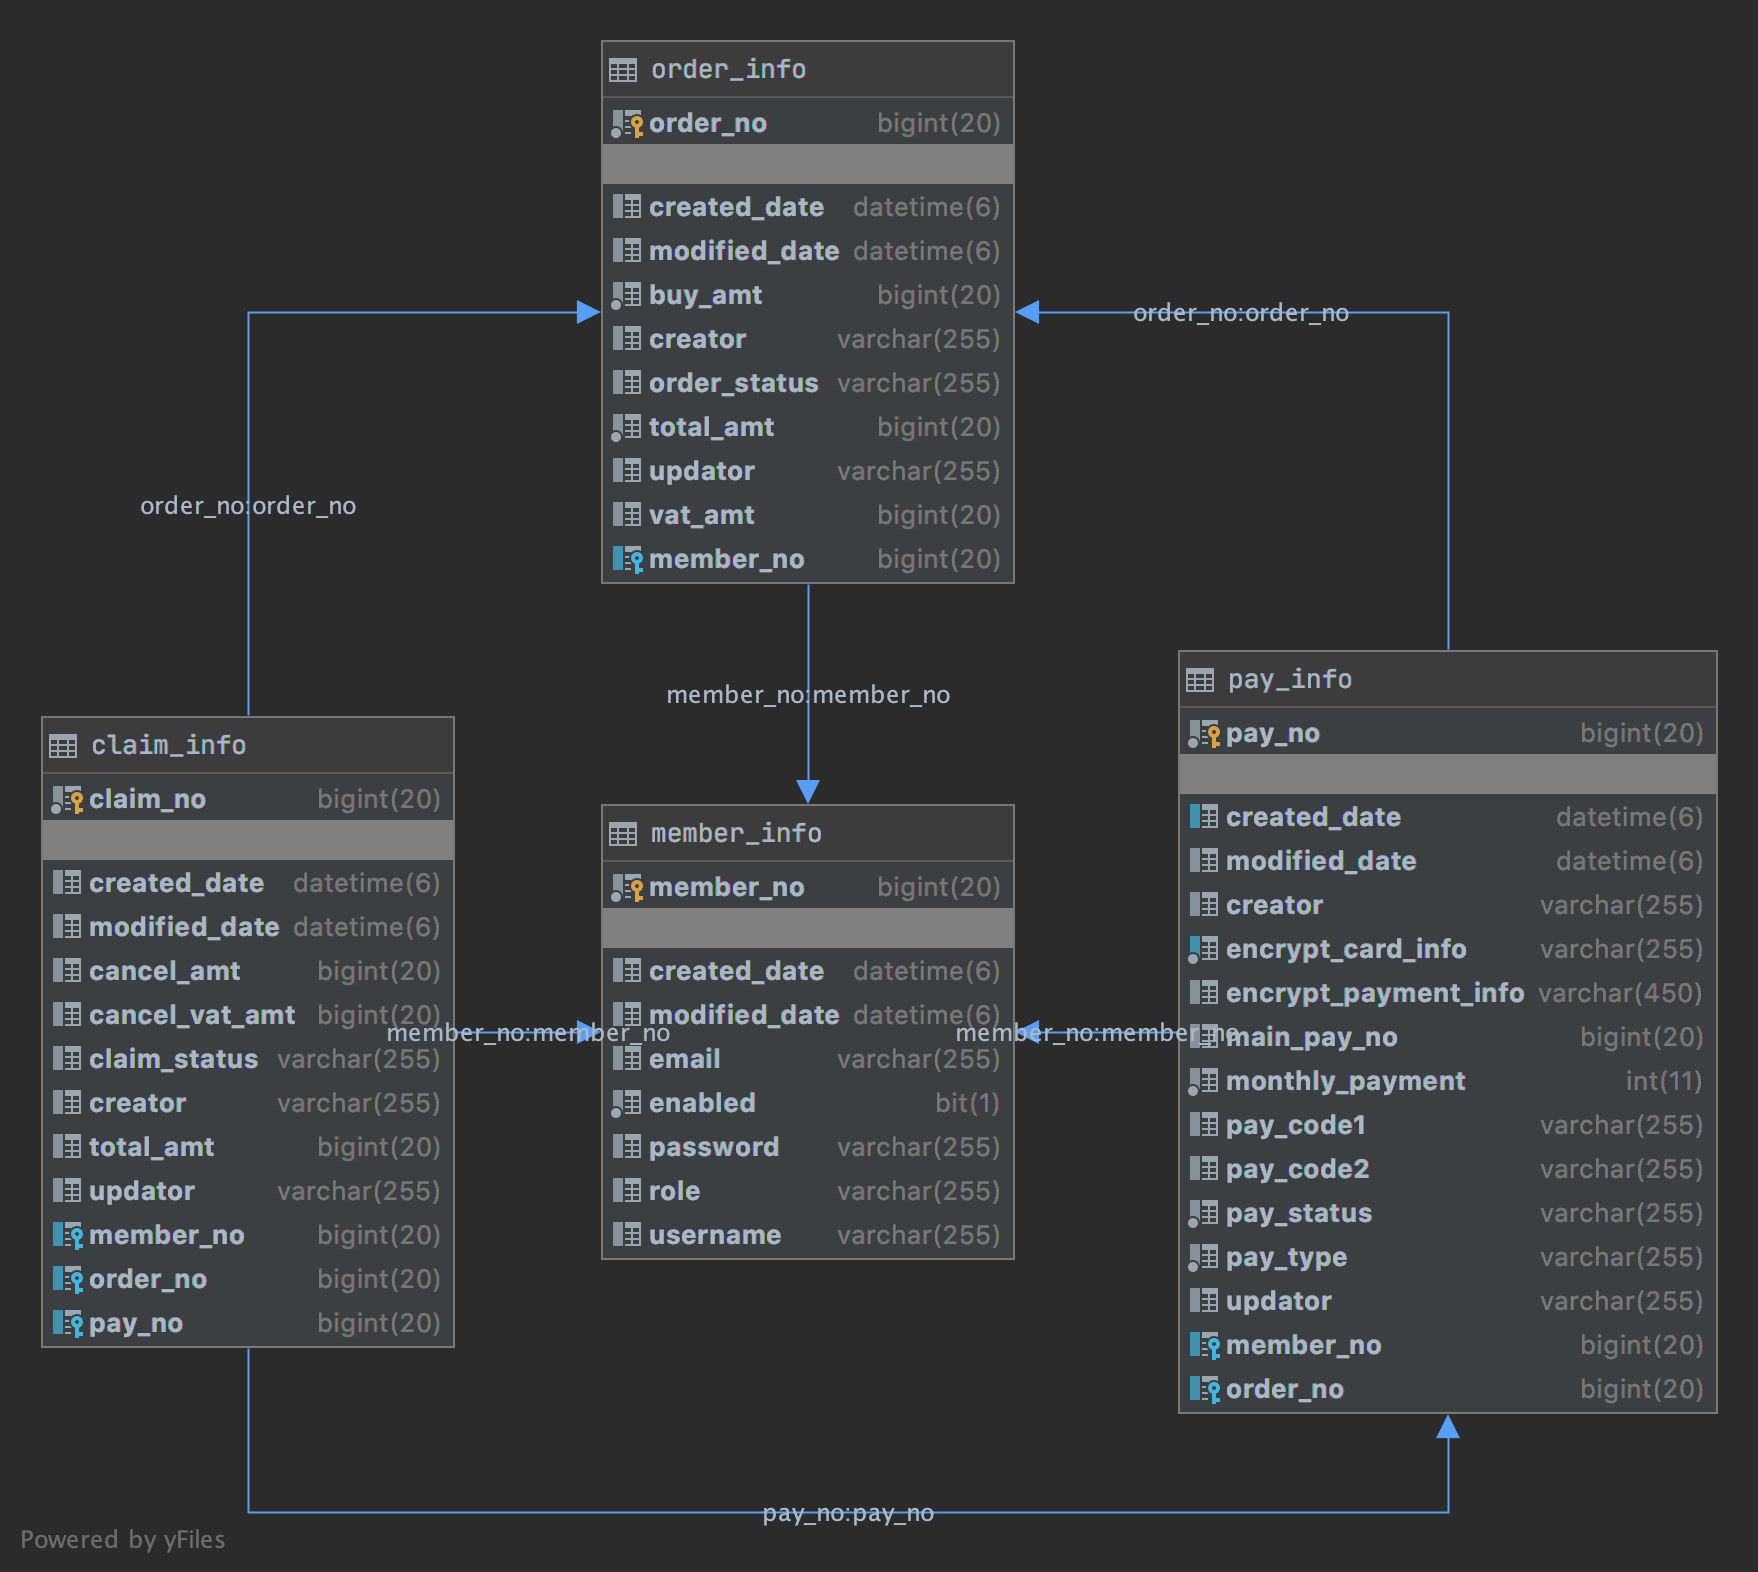 order_info
order_no bigint(20)
created_date datetime(6)
modified_date datetime(6)
buy_amt bigint(20)
creator varchar(255)
order_status varchar(255)
total_amt bigint(20)
updator varchar(255)
vat_amt bigint(20)
member_no bigint(20)
order_no:order_no
order_no:order_no
member_no:member_no
claim_info
claim_no bigint(20)
created_date datetime(6)
modified_date datetime(6)
cancel_amt bigint(20)
cancel_vat_amt bigint(20)
claim_status varchar(255)
creator varchar(255)
total_amt bigint(20)
updator varchar(255)
member_no bigint(20)
order_no bigint(20)
pay_no bigint(20)
member_no:member_no
member_info
member_no bigint(20)
created_date datetime(6)
modified_date datetime(6)
email varchar(255)
enabled bit(1)
password varchar(255)
role varchar(255)
username varchar(255)
member_no:member_no
pay_info
pay_no bigint(20)
created_date datetime(6)
modified_date datetime(6)
creator varchar(255)
encrypt_card_info varchar(255)
encrypt_payment_info varchar(450)
main_pay_no bigint(20)
monthly_payment int(11)
pay_code1 varchar(255)
pay_code2 varchar(255)
pay_status varchar(255)
pay_type varchar(255)
updator varchar(255)
member_no bigint(20)
order_no bigint(20)
pay_no:pay_no
Powered by yFiles